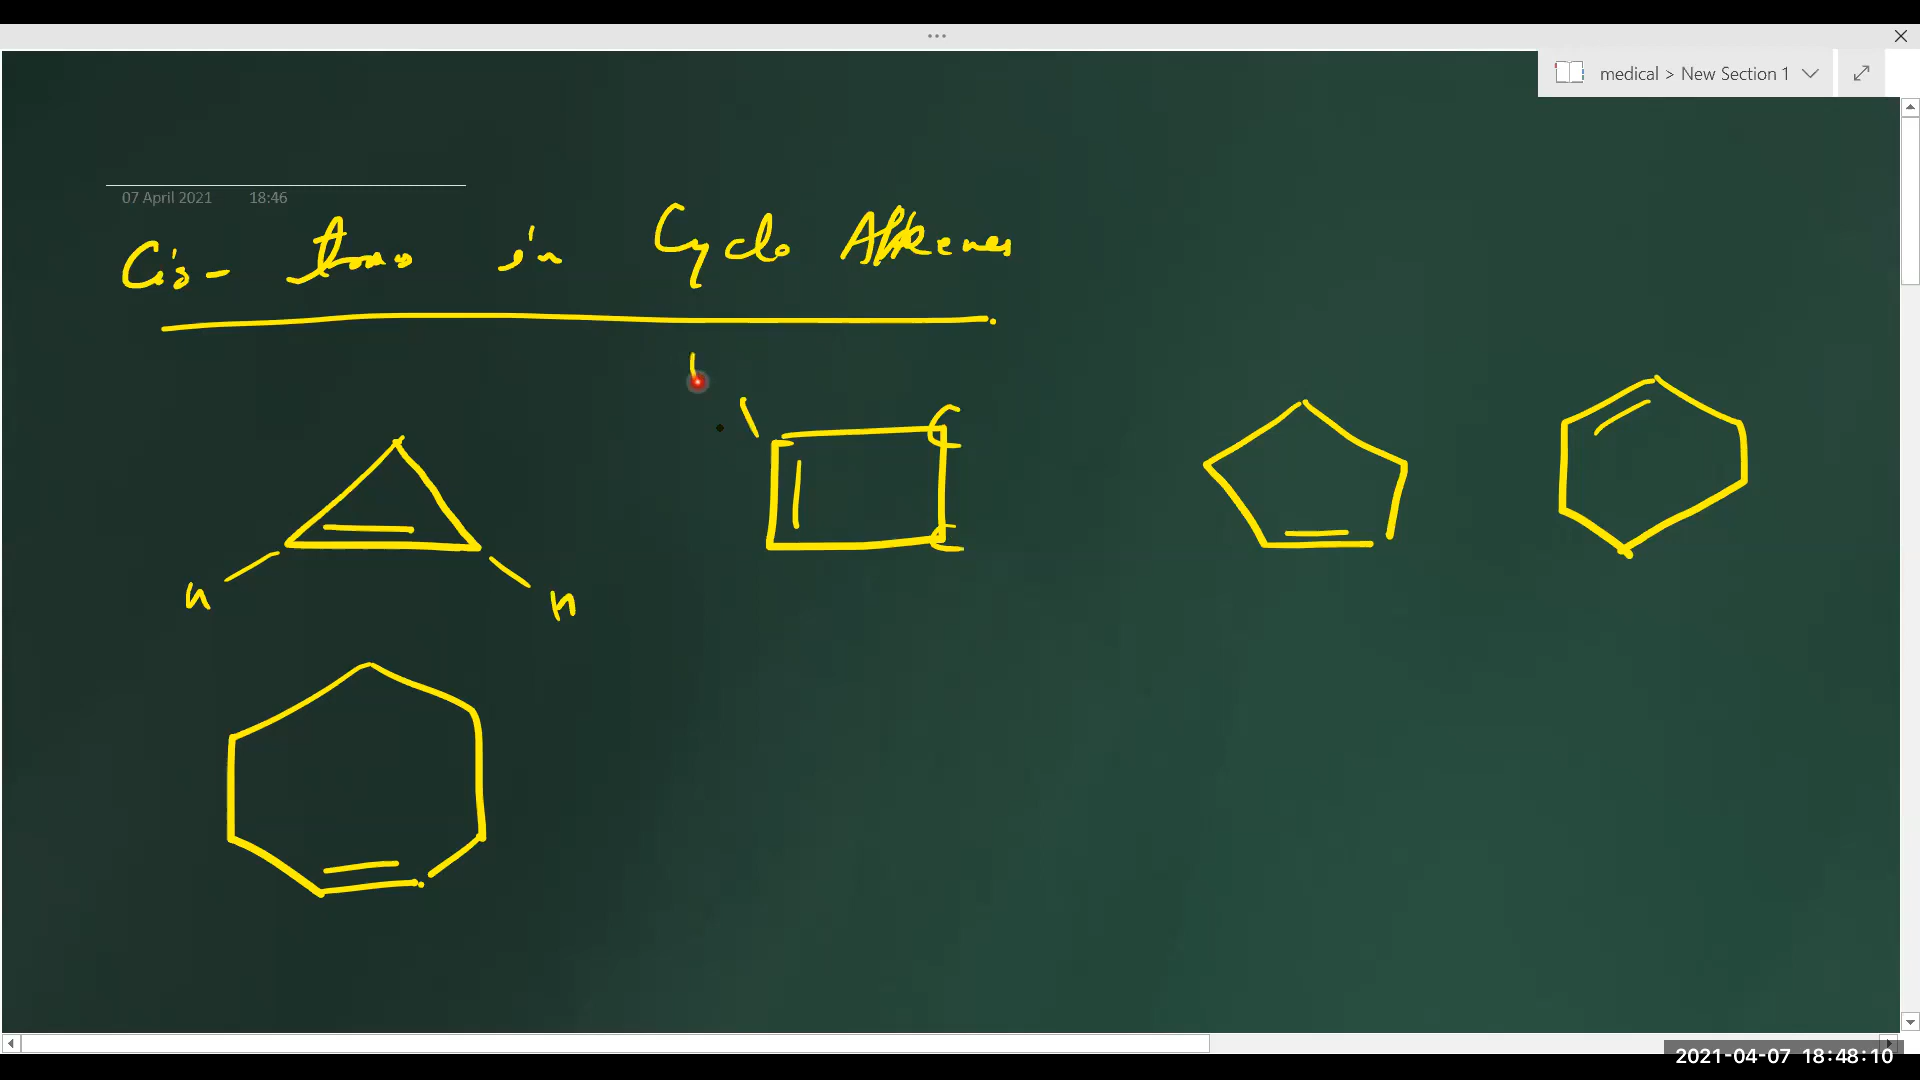 medical > New Section 1
07 April 2021 18:46
Cis- trans in Cyclo Alkenes
C
C
H H
2021-04-07 18:48:10